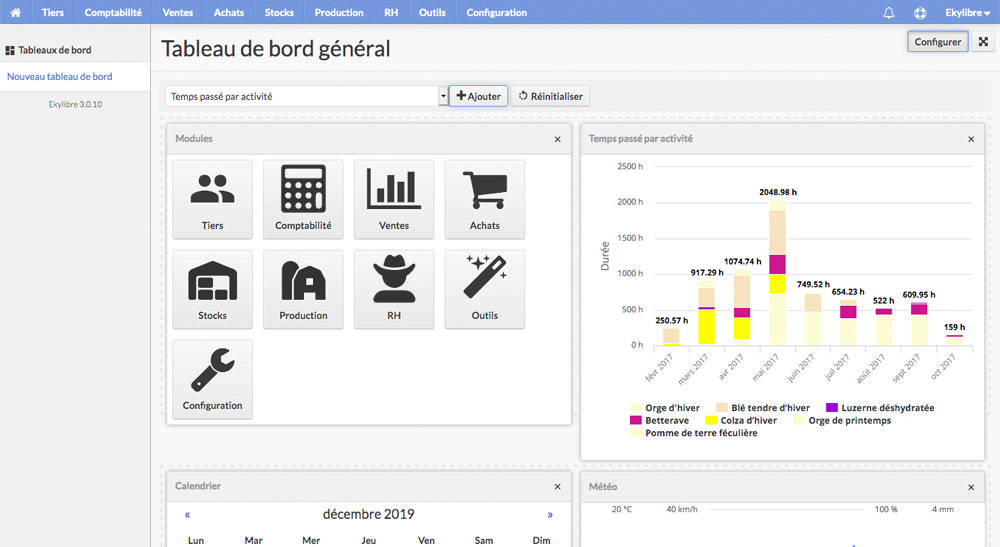 Tiers Comptabilité Ventes Achats Stocks Production RH Outils Configuration Ekylibre
Tableaux de bord
Nouveau tableau de bord
Ekylibre 3.0.10
Tableau de bord général
Configurer
Temps passé par activité
Ajouter
Réinitialiser
Modules
Tiers
Comptabilité
Ventes
Achats
Stocks
Production
RH
Outils
Configuration
Temps passé par activité
2500 h
2000 h
1500 h
1000 h
500 h
0 h
Durée
250.57 h
917.29 h
1074.74 h
2048.98 h
749.52 h
654.23 h
522 h
609.95 h
159 h
févr 2017
mars 2017
avr 2017
mai 2017
juin 2017
juil 2017
août 2017
sept 2017
oct 2017
Orge d'hiver Blé tendre d’hiver Luzerne déshydratée
Betterave Colza d’hiver Orge de printemps
Pomme de terre féculière
Calendrier
« décembre 2019 »
Lun Mar Mer Jeu Ven Sam Dim
Météo
20 °C 40 km/h 100 % 4 mm